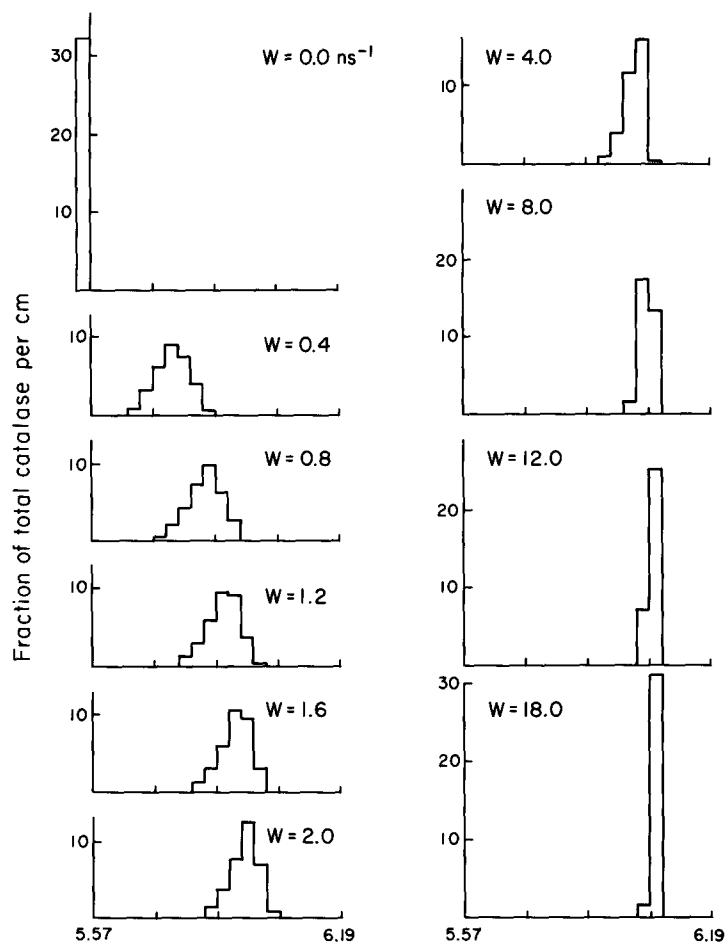 Fraction of total catalase per cm
W = 0.0 ns⁻¹
30
20
10
W = 0.4
10
W = 0.8
10
W = 1.2
10
W = 1.6
10
W = 2.0
10
5.57
6.19
W = 4.0
10
W = 8.0
20
10
W = 12.0
20
10
W = 18.0
30
20
10
5.57
6.19